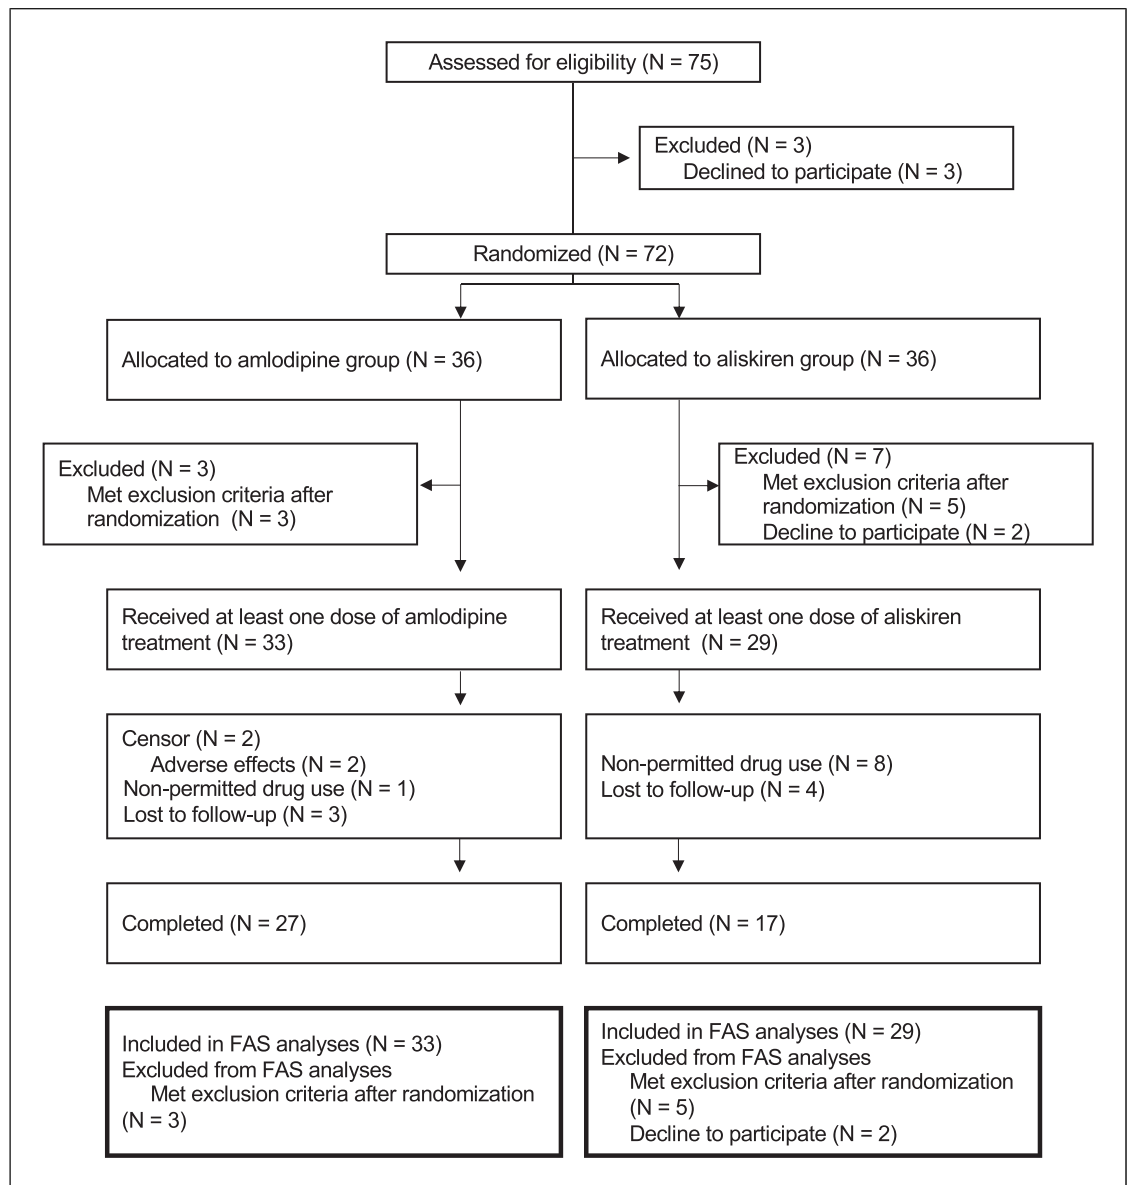 Assessed for eligibility (N = 75)
Excluded (N = 3)
Declined to participate (N = 3)
Randomized (N = 72)
Allocated to amlodipine group (N = 36)
Allocated to aliskiren group (N = 36)
Excluded (N = 3)
Met exclusion criteria after
randomization (N = 3)
Excluded (N = 7)
Met exclusion criteria after
randomization (N = 5)
Decline to participate (N = 2)
Received at least one dose of amlodipine
treatment (N = 33)
Received at least one dose of aliskiren
treatment (N = 29)
Censor (N = 2)
Adverse effects (N = 2)
Non-permitted drug use (N = 1)
Lost to follow-up (N = 3)
Non-permitted drug use (N = 8)
Lost to follow-up (N = 4)
Completed (N = 27)
Completed (N = 17)
Included in FAS analyses (N = 33)
Excluded from FAS analyses
Met exclusion criteria after randomization
(N = 3)
Included in FAS analyses (N = 29)
Excluded from FAS analyses
Met exclusion criteria after randomization
(N = 5)
Decline to participate (N = 2)